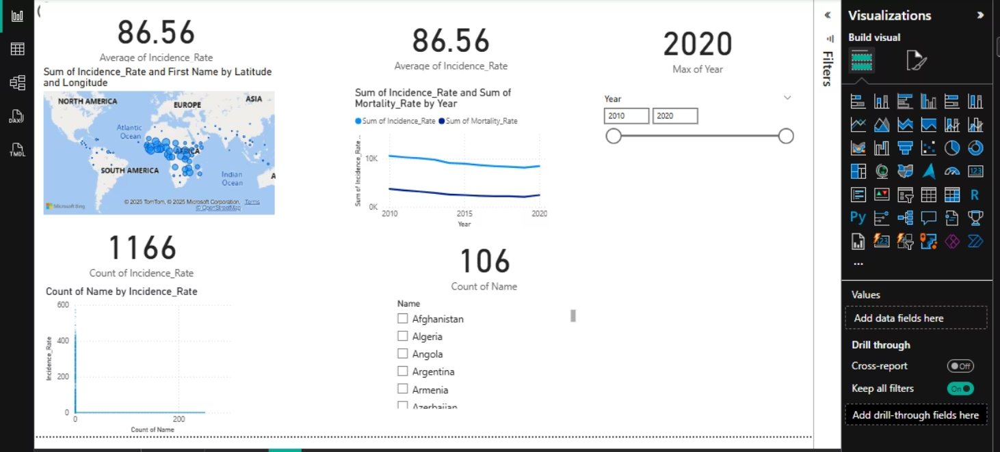 86.56
Average of Incidence_Rate
Sum of Incidence_Rate and First Name by Latitude
and Longitude
NORTH AMERICA
EUROPE
ASIA
Atlantic
Ocean
AFRICA
SOUTH AMERICA
Indian
Ocean
A
Microsoft Bing
© 2025 TomTom, © 2025 Microsoft Corporation, Terms
© OpenStreetMap
1166
Count of Incidence_Rate
Count of Name by Incidence_Rate
600
400
200
0
Incidence_Rate
0
200
Count of Name
86.56
Average of Incidence_Rate
Sum of Incidence_Rate and Sum of
Mortality_Rate by Year
Sum of Incidence_Rate
Sum of Mortality_Rate
Sum of Incidence_Rate...
10K
0K
2010
2015
2020
Year
106
Count of Name
Name
Afghanistan
Algeria
Angola
Argentina
Armenia
Azerbaijan
2020
Max of Year
Year
2010
2020
Filters
DAX
TMDL
Visualizations
Build visual
123
R
Py
123
...
Values
Add data fields here
Drill through
Cross-report
Off
Keep all filters
On
Add drill-through fields here